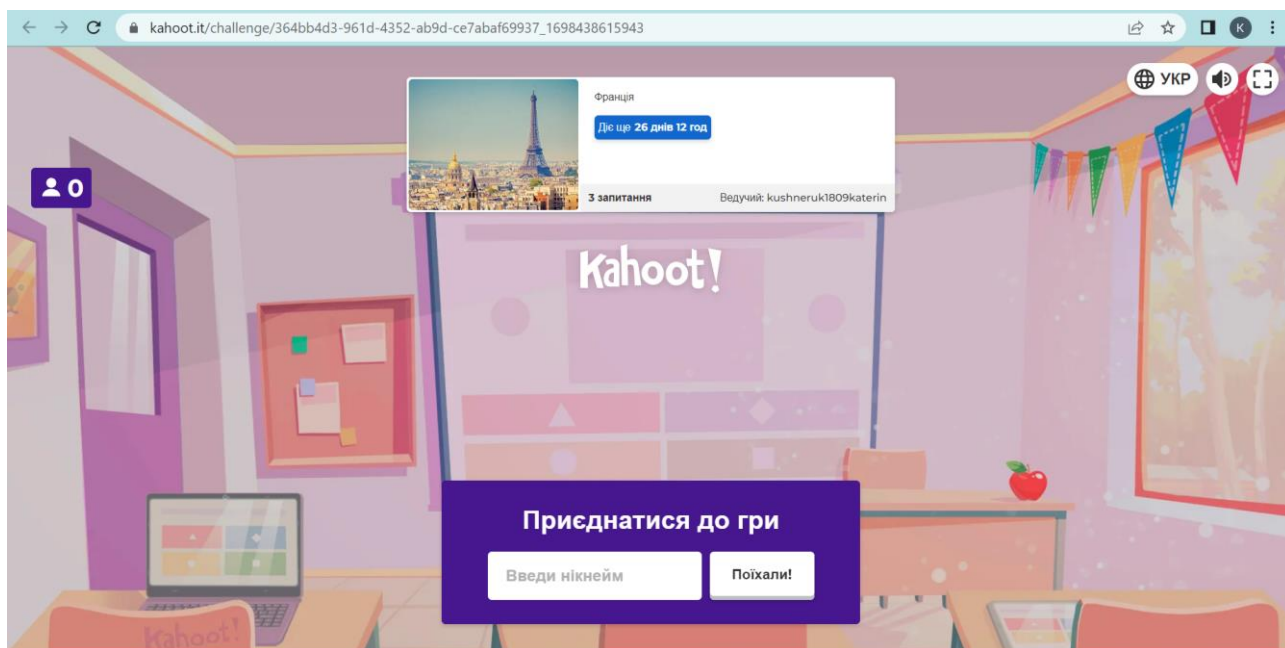 kahoot.it/challenge/364bb4d3-961d-4352-ab9d-ce7abaf69937_1698438615943
K
УКР
Франція
Діє ще 26 днів 12 год
0
3 запитання Ведучий: kushneruk1809katerin
Kahoot!
Приєднатися до гри
Введи нікнейм Поїхали!
Kahoot!